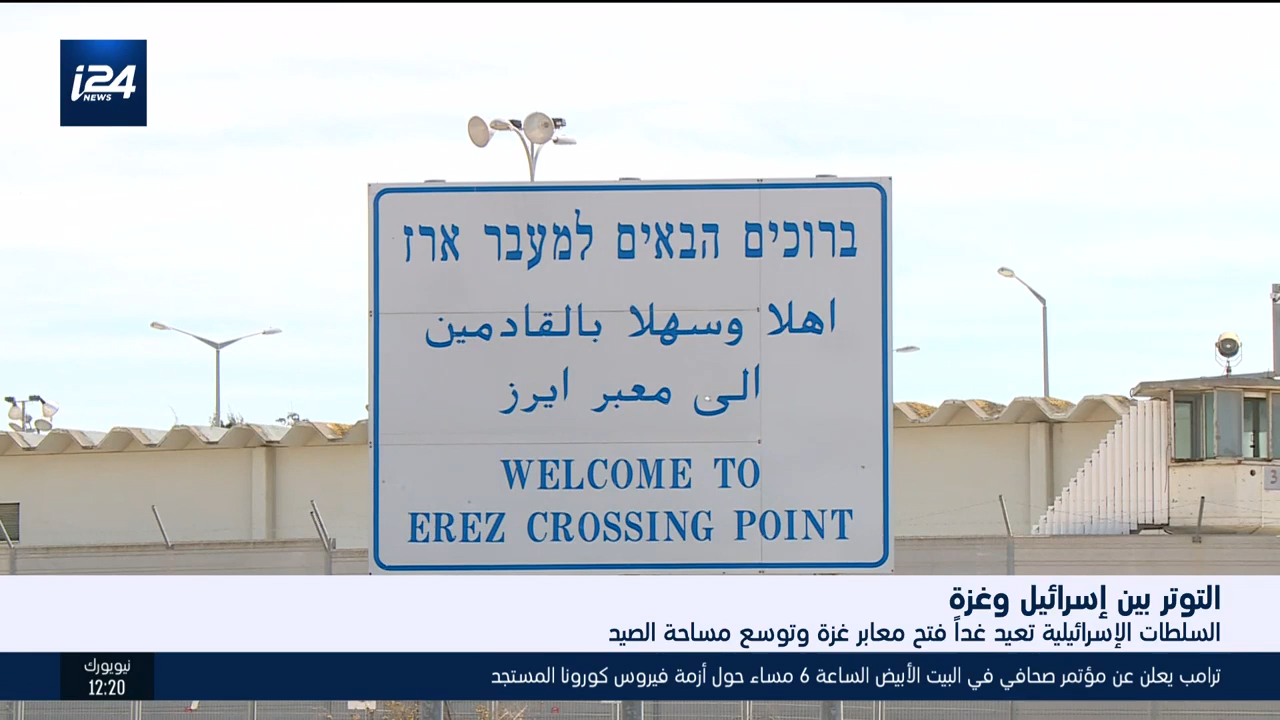 i24
NEWS
ברוכים הבאים למעבר ארז
اهلا وسهلا بالقادمين
الى معبر ايرز
WELCOME TO
EREZ CROSSING POINT
3
التوتر بين إسرائيل وغزة
السلطات الإسرائيلية تعيد غداً فتح معابر غزة وتوسع مساحة الصيد
ترامب يعلن عن مؤتمر صحافي في البيت الأبيض الساعة 6 مساء حول أزمة فيروس كورونا المستجد
نيويورك
12:20